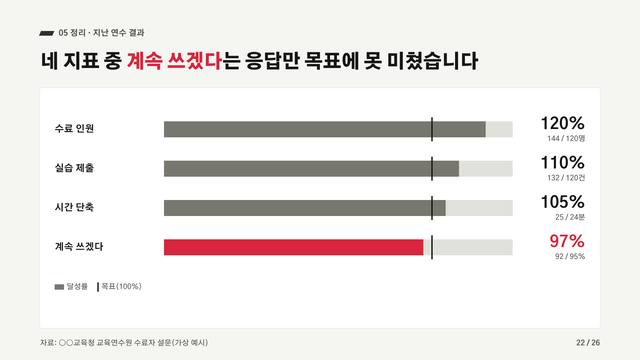 05 정리 · 지난 연수 결과
네 지표 중 계속 쓰겠다는 응답만 목표에 못 미쳤습니다
수료 인원
120%
144 / 120명
실습 제출
110%
132 / 120건
시간 단축
105%
25 / 24분
계속 쓰겠다
97%
92 / 95%
달성률
목표(100%)
자료: ○○교육청 교육연수원 수료자 설문(가상 예시)
22 / 26